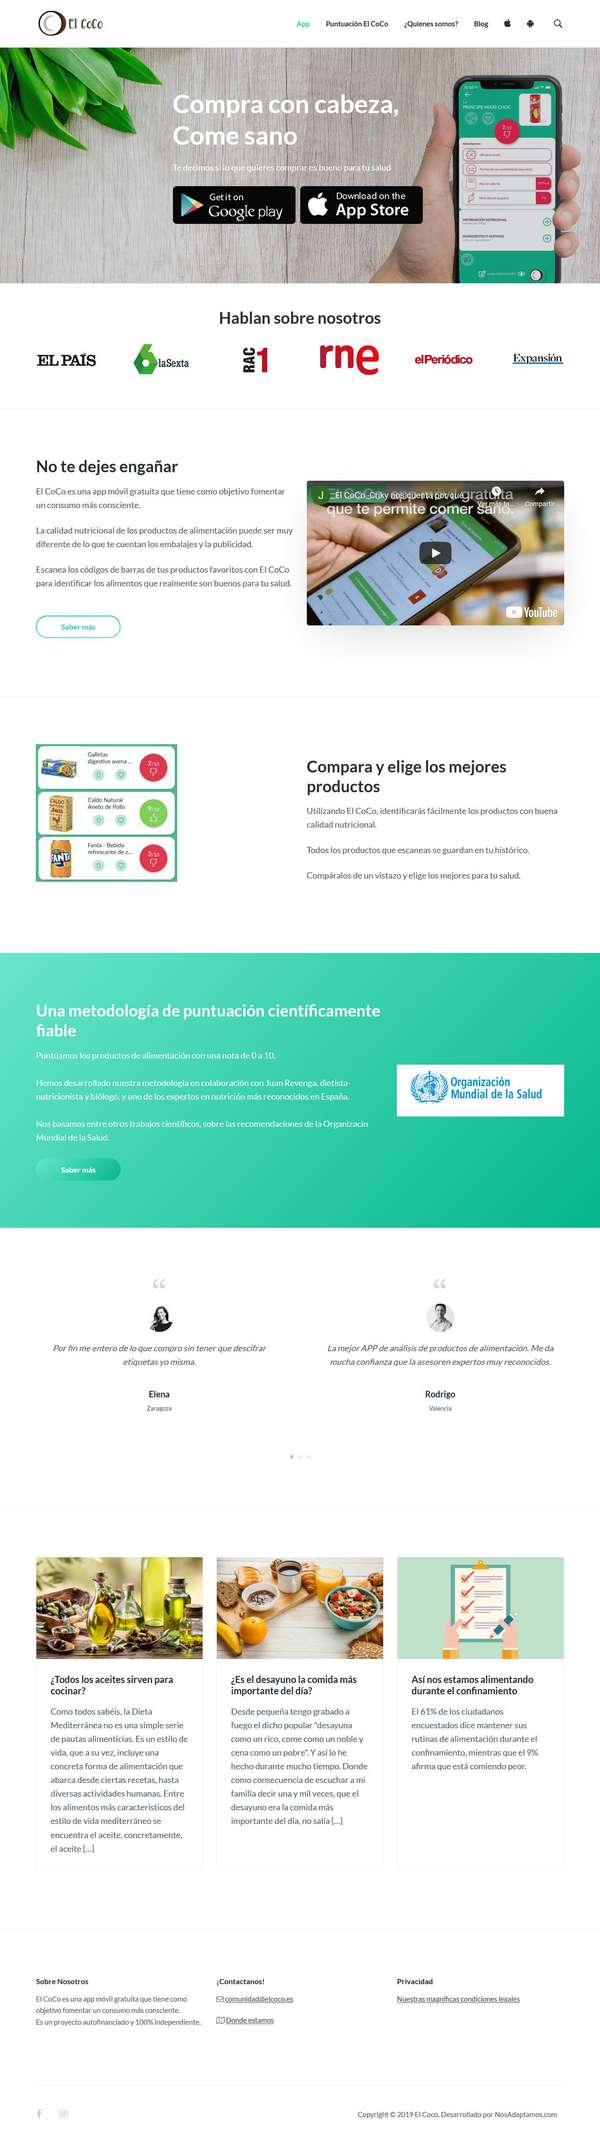 El CoCo
App
Puntuación El CoCo
¿Quienes somos?
Blog
Compra con cabeza,
Come sano
Te decimos si lo que quieres comprar es bueno para tu salud
Get it on
Google play
Download on the
App Store
PRINCIPE MAXI CHOC
Hablan sobre nosotros
EL PAÍS
laSexta
RAC 1
rne
elPeriódico
Expansión
No te dejes engañar
El CoCo es una app móvil gratuita que tiene como objetivo fomentar
un consumo más consciente.
La calidad nutricional de los productos de alimentación puede ser muy
diferente de lo que te cuentan los embalajes y la publicidad.
Escanea los códigos de barras de tus productos favoritos con El CoCo
para identificar los alimentos que realmente son buenos para tu salud.
Saber más
J
que te permite comer sano.
Compartir
YouTube
Galletas
digestive avena ...
2/10
Caldo Natural
Aneto de Pollo
9/10
Fanta - Bebida
refrescante de z...
3/10
CALDO
FANTA
Compara y elige los mejores
productos
Utilizando El CoCo, identificarás fácilmente los productos con buena
calidad nutricional.
Todos los productos que escaneas se guardan en tu histórico.
Compáralos de un vistazo y elige los mejores para tu salud.
Una metodología de puntuación científicamente
fiable
Puntuamos los productos de alimentación con una nota de 0 a 10.
Hemos desarrollado nuestra metodología en colaboración con Juan Revenga, dietista-
nutricionista y biólogo, y uno de los expertos en nutrición más reconocidos en España.
Nos basamos entre otros trabajos científicos, sobre las recomendaciones de la Organizacin
Mundial de la Salud.
Saber más
Organización
Mundial de la Salud
“
Por fin me entero de lo que compro sin tener que descifrar
etiquetas yo misma.
Elena
Zaragoza
“
La mejor APP de análisis de productos de alimentación. Me da
mucha confianza que la asesoren expertos muy reconocidos.
Rodrigo
Valencia
¿Todos los aceites sirven para
cocinar?
Como todos sabéis, la Dieta
Mediterránea no es una simple serie
de pautas alimenticias. Es un estilo de
vida, que a su vez, incluye una
concreta forma de alimentación que
abarca desde ciertas recetas, hasta
diversas actividades humanas. Entre
los alimentos más característicos del
estilo de vida mediterráneo se
encuentra el aceite, concretamente,
el aceite [...]
¿Es el desayuno la comida más
importante del día?
Desde pequeña tengo grabado a
fuego el dicho popular “desayuna
como un rico, come como un noble y
cena como un pobre”. Y así lo he
hecho durante mucho tiempo. Donde
como consecuencia de escuchar a mi
familia decir una y mil veces, que el
desayuno era la comida más
importante del día, no salía [...]
Así nos estamos alimentando
durante el confinamiento
El 61% de los ciudadanos
encuestados dice mantener sus
rutinas de alimentación durante el
confinamiento, mientras que el 9%
afirma que está comiendo peor.
Sobre Nosotros
El CoCo es una app móvil gratuita que tiene como
objetivo fomentar un consumo más consciente.
Es un proyecto autofinanciado y 100% independiente.
¡Contactanos!
comunidad@elcoco.es
Donde estamos
Privacidad
Nuestras magníficas condiciones legales
Copyright © 2019 El Coco. Desarrollado por NosAdaptamos.com